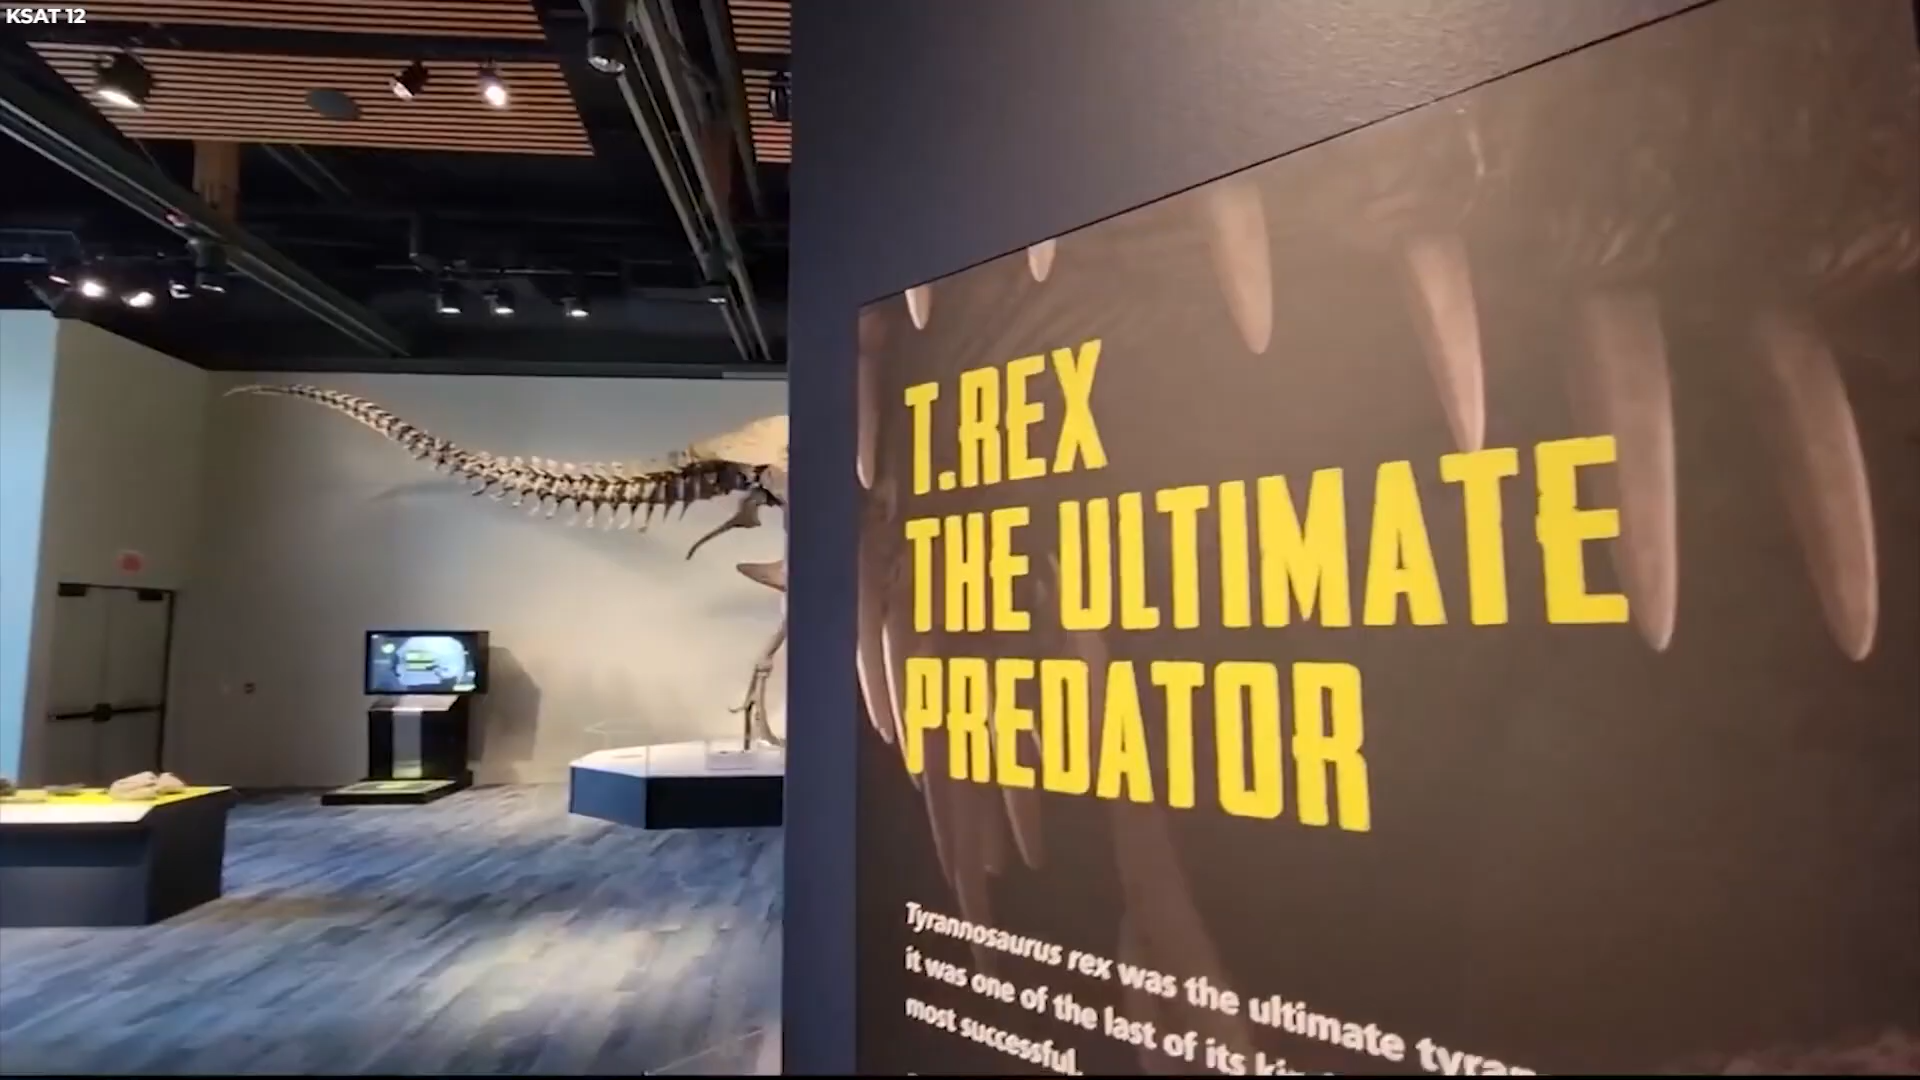 KSAT 12
T.REX
THE ULTIMATE
PREDATOR
Tyrannosaurus rex was the ultimate
it was one of the last of its
most successful.